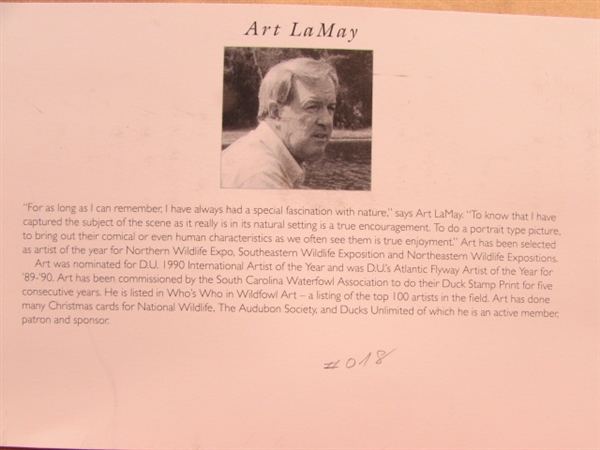 Art LaMay
"For as long as I can remember, I have always had a special fascination with nature," says Art LaMay. "To know that I have
captured the subject of the scene as it really is in its natural setting is a true encouragement. To do a portrait type picture,
to bring out their comical or even human characteristics as we often see them is true enjoyment." Art has been selected
as artist of the year for Northern Wildlife Expo, Southeastern Wildlife Exposition and Northeastern Wildlife Expositions.
Art was nominated for D.U. 1990 International Artist of the Year and was D.U.'s Atlantic Flyway Artist of the Year for
'89-'90. Art has been commissioned by the South Carolina Waterfowl Association to do their Duck Stamp Print for five
consecutive years. He is listed in Who's Who in Wildfowl Art – a listing of the top 100 artists in the field. Art has done
many Christmas cards for National Wildlife, The Audubon Society, and Ducks Unlimited of which he is an active member,
patron and sponsor.
#018